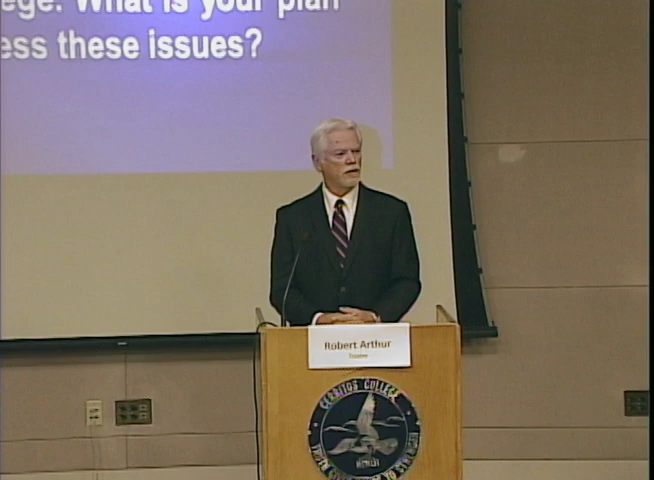 ege. What is your plan
ess these issues?
Robert Arthur
Trustee
CERRITOS COLLEGE